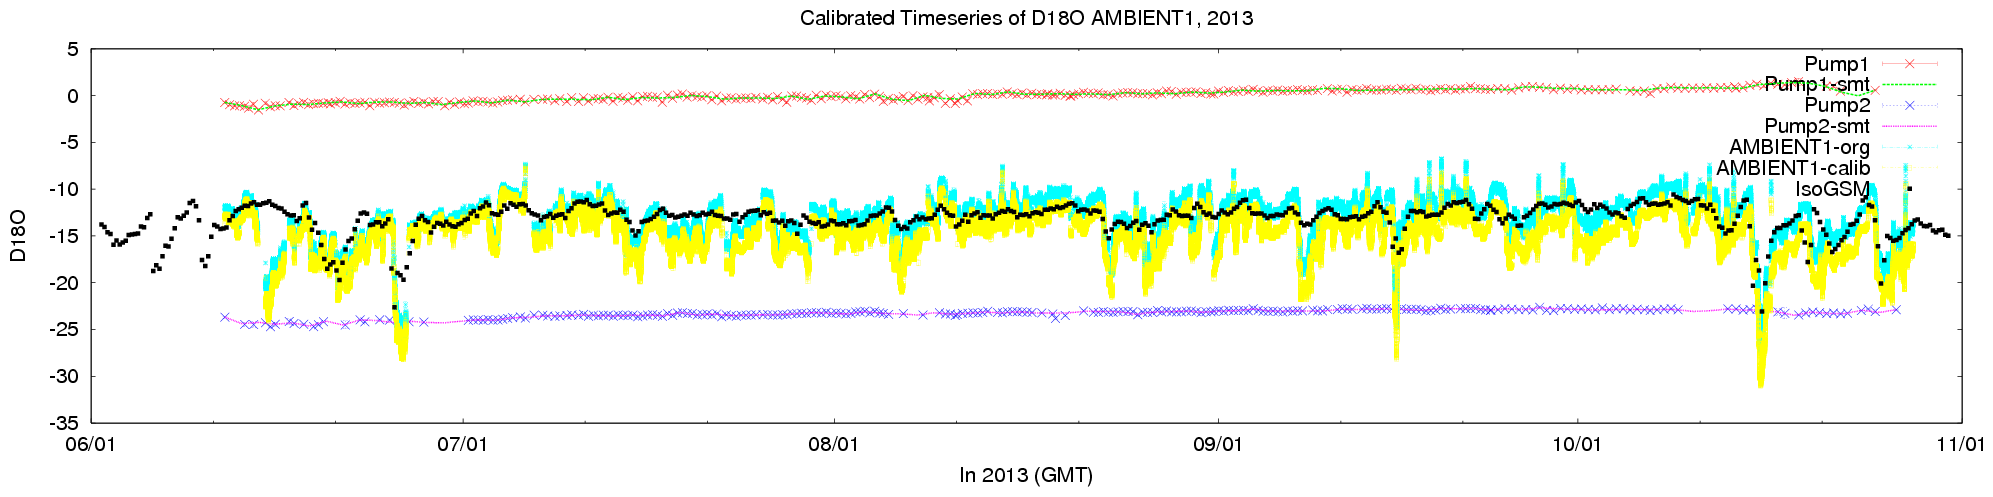 Calibrated Timeseries of D18O AMBIENT1, 2013
5
0
-5
-10
-15
-20
-25
-30
-35
D18O
Pump1
Pump1-smt
Pump2
Pump2-smt
AMBIENT1-org
AMBIENT1-calib
IsoGSM
06/01 07/01 08/01 09/01 10/01 11/01
In 2013 (GMT)